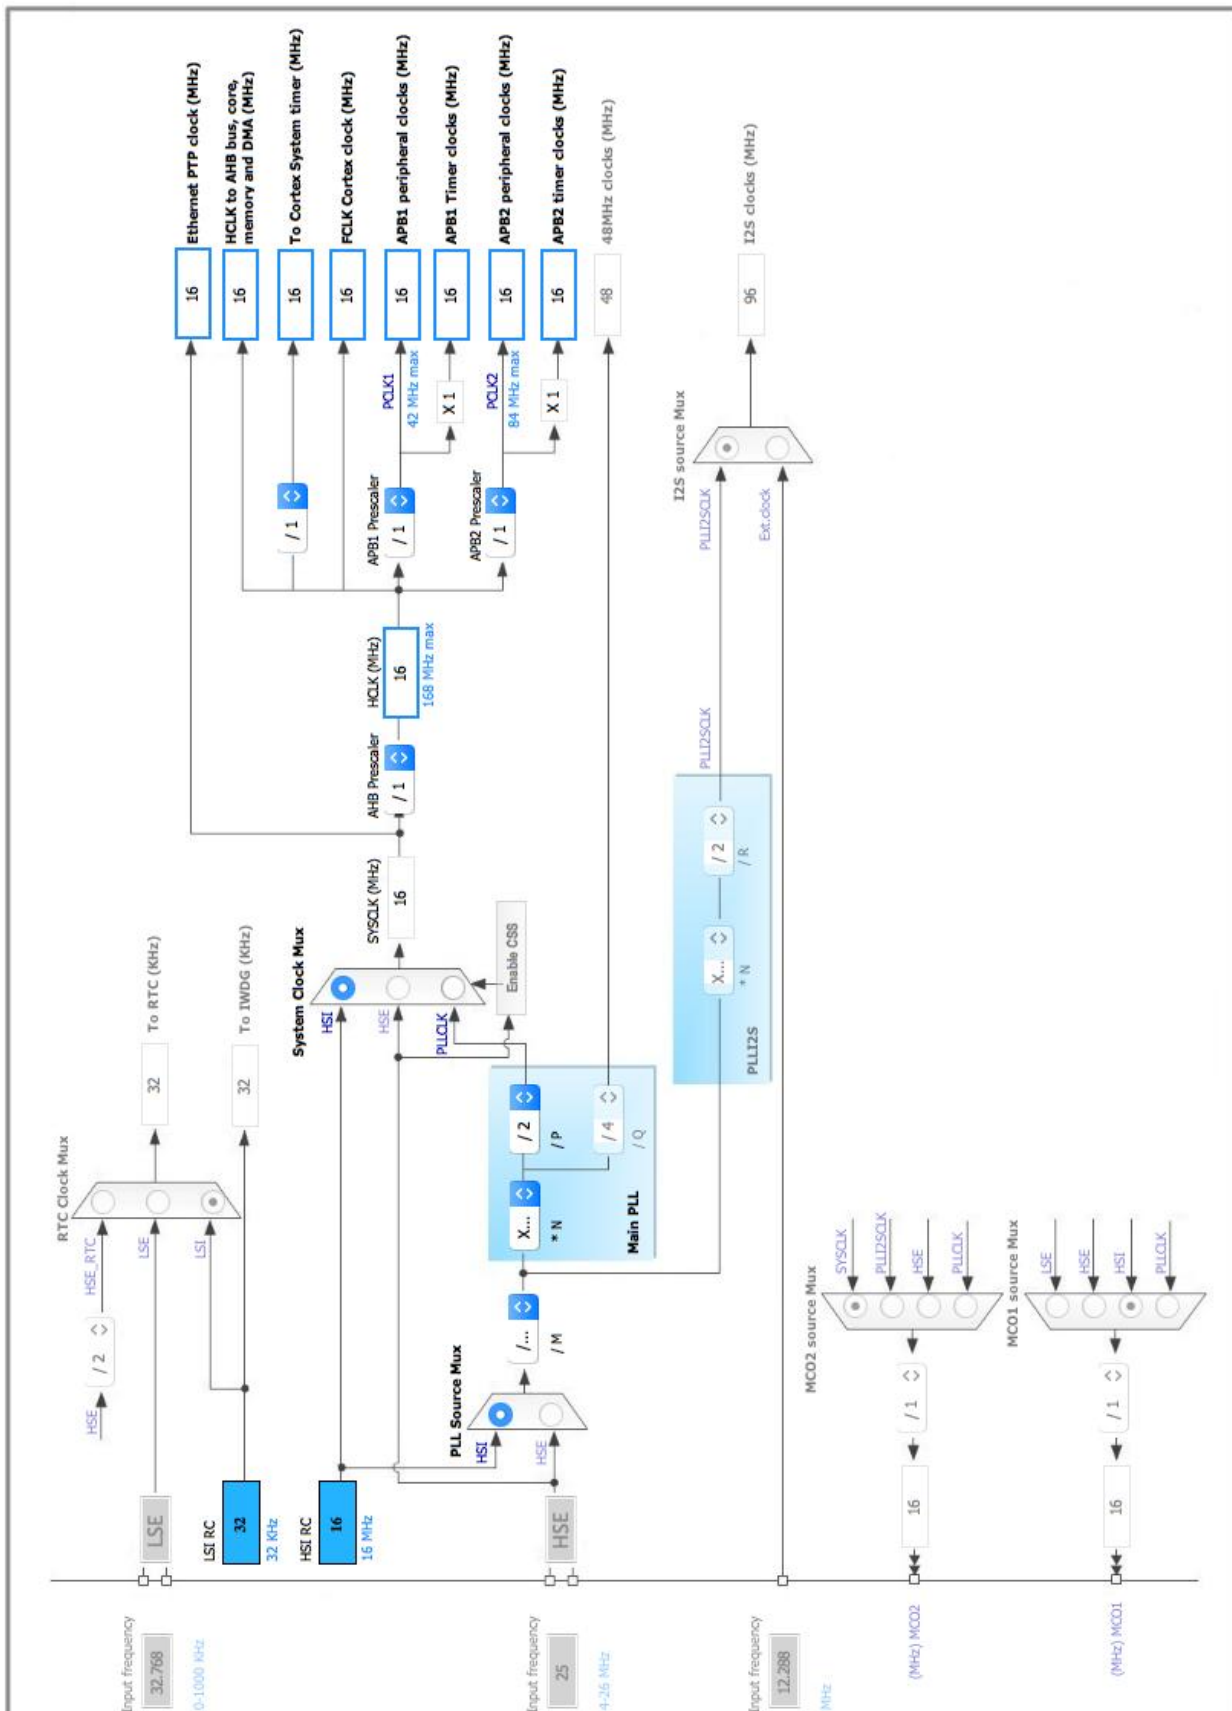 Input frequency
32.768
0-1000 KHz
LSE
HSE
/ 2
HSE_RTC
LSE
LSI
RTC Clock Mux
32
To RTC (KHz)
LSI RC
32
32 KHz
32
To IWDG (KHz)
HSI RC
16
16 MHz
System Clock Mux
HSI
HSE
PLLCLK
Enable CSS
SYSCLK (MHz)
16
AHB Prescaler
/ 1
HCLK (MHz)
16
168 MHz max
16
Ethernet PTP clock (MHz)
16
HCLK to AHB bus, core,
memory and DMA (MHz)
/ 1
16
To Cortex System timer (MHz)
16
FCLK Cortex clock (MHz)
APB1 Prescaler
/ 1
PCLK1
42 MHz max
16
APB1 peripheral clocks (MHz)
X 1
16
APB1 Timer clocks (MHz)
APB2 Prescaler
/ 1
PCLK2
84 MHz max
16
APB2 peripheral clocks (MHz)
X 1
16
APB2 timer clocks (MHz)
48
48MHz clocks (MHz)
Input frequency
25
4-26 MHz
HSE
PLL Source Mux
HSI
HSE
/...
/ M
X...
* N
/ 2
/ P
/ 4
/ Q
Main PLL
PLLI2S
X...
* N
/ 2
/ R
PLLI2SCLK
PLLI2SCLK
Ext.clock
I2S source Mux
96
I2S clocks (MHz)
Input frequency
12.288
MHz
MCO2 source Mux
SYSCLK
PLLI2SCLK
HSE
PLLCLK
/ 1
16
(MHz) MCO2
MCO1 source Mux
LSE
HSE
HSI
PLLCLK
/ 1
16
(MHz) MCO1